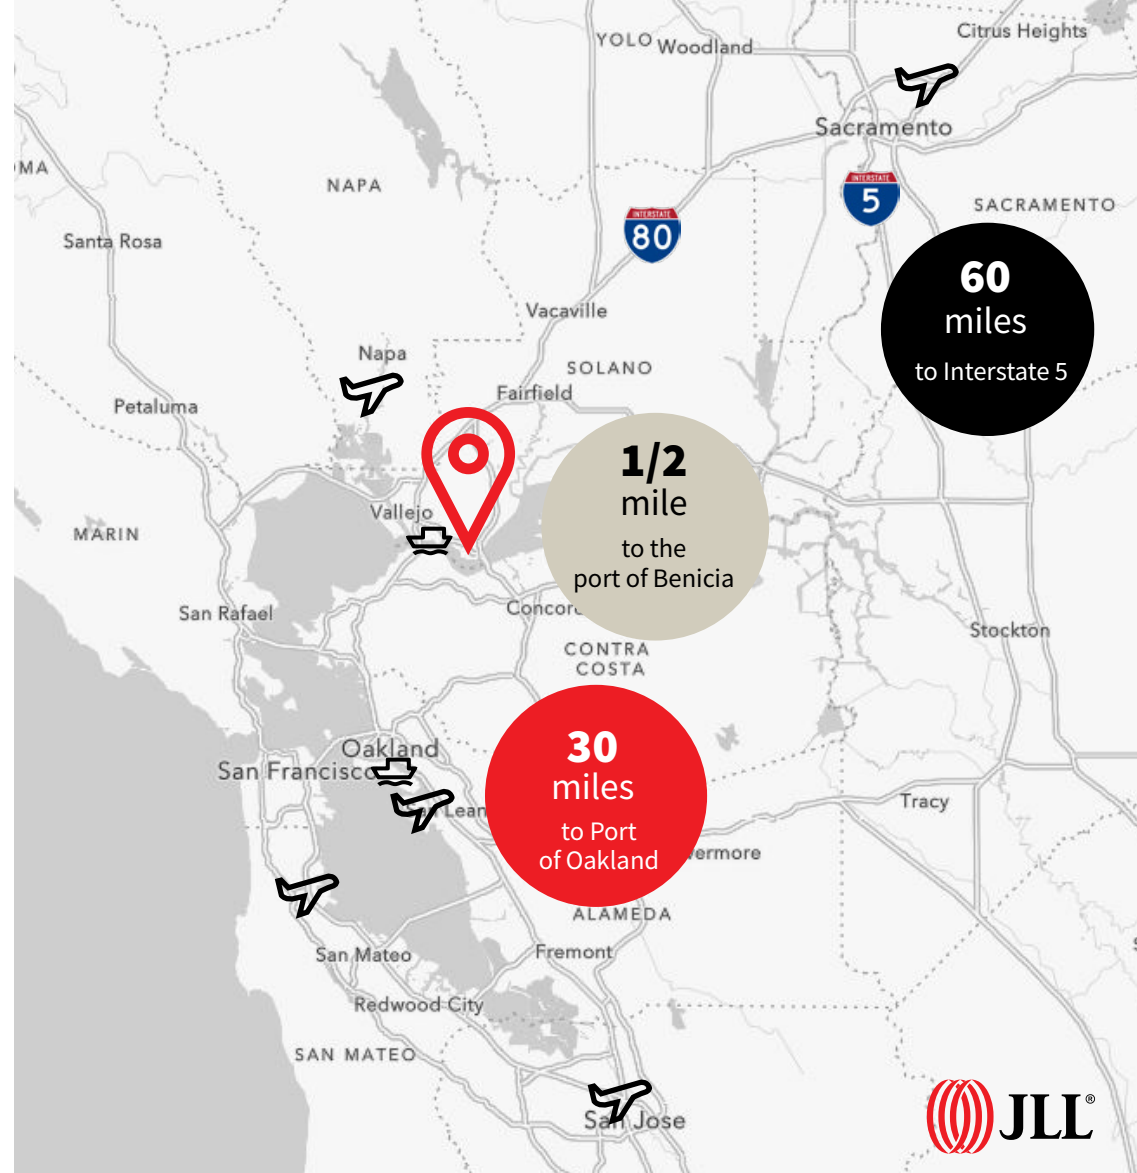 Citrus Heights
YOLO
Woodland
Sacramento
NAPA
INTERSTATE
5
SACRAMENTO
INTERSTATE
80
Santa Rosa
60
miles
to Interstate 5
Vacaville
Napa
SOLANO
Fairfield
Petaluma
1/2
mile
to the
port of Benicia
Vallejo
MARIN
San Rafael
Stockton
CONTRA
COSTA
30
miles
to Port
of Oakland
Oakland
San Francisco
Tracy
ALAMEDA
San Mateo
Fremont
Redwood City
SAN MATEO
San Jose
JLL®